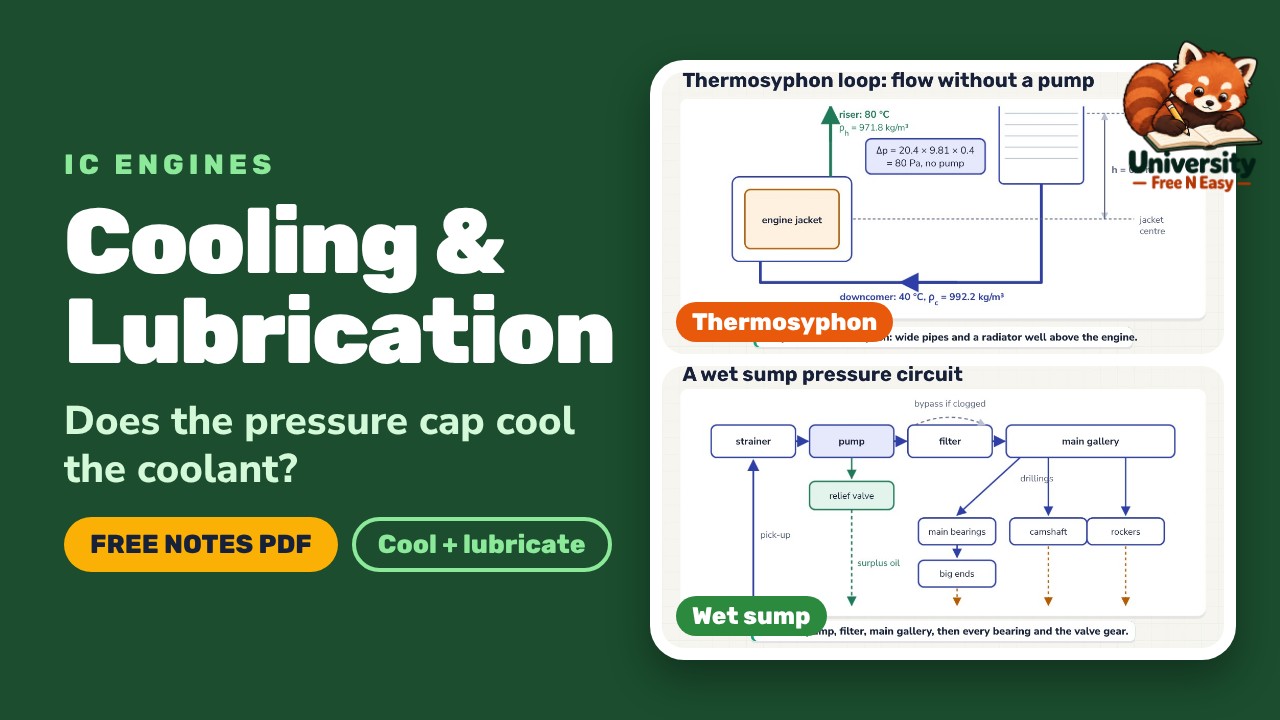 IC ENGINES
Cooling &
Lubrication
Does the pressure cap cool
the coolant?
FREE NOTES PDF
Cool + lubricate
Thermosyphon loop: flow without a pump
riser: 80 °C
ρh = 971.8 kg/m³
Δp = 20.4 × 9.81 × 0.4
= 80 Pa, no pump
h =
engine jacket
jacket
centre
downcomer: 40 °C, ρc = 992.2 kg/m³
Thermosyphon
wide pipes and a radiator well above the engine.
University
Free N Easy
A wet sump pressure circuit
bypass if clogged
strainer
pump
filter
main gallery
relief valve
drillings
pick-up
main bearings
camshaft
rockers
surplus oil
big ends
Wet sump
filter, main gallery, then every bearing and the valve gear.